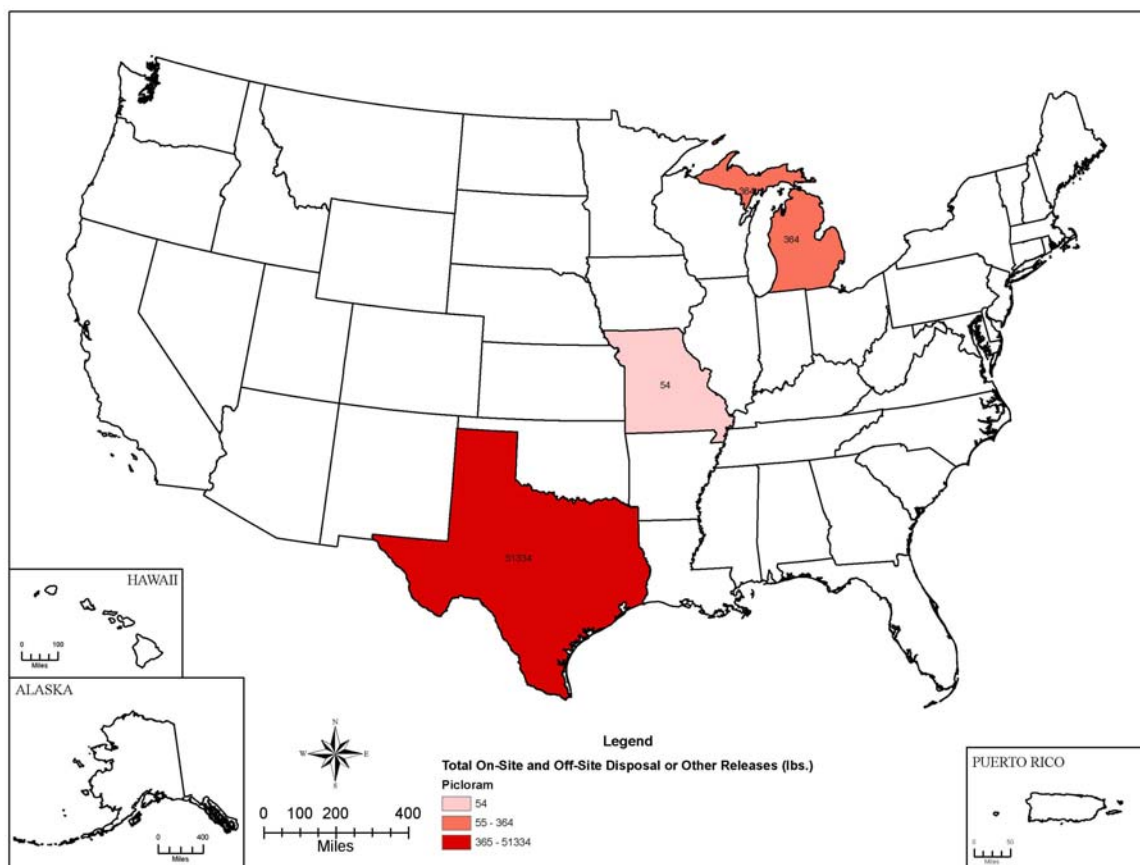 364
364
54
51334
HAWAII
0 100
Miles
ALASKA
0 400
Miles
N
W E
S
0 100 200 400
Miles
Legend
Total On-Site and Off-Site Disposal or Other Releases (lbs.)
Picloram
54
55 - 364
365 - 51334
PUERTO RICO
0 50
Miles